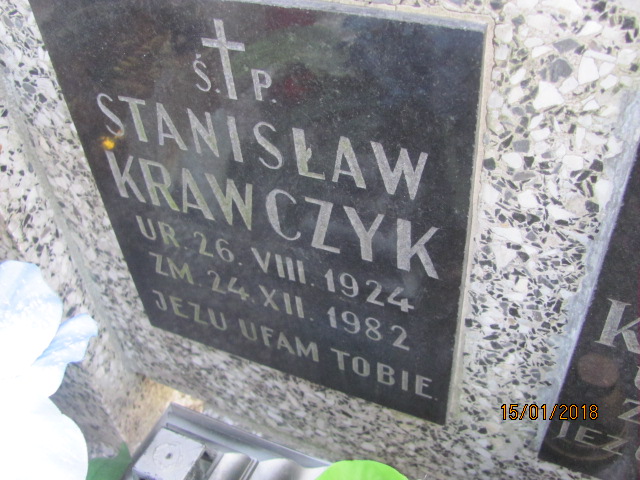 Ś. P.
STANISŁAW
KRAWCZYK
UR. 26. VIII. 1924
ZM. 24. XII. 1982
JEZU UFAM TOBIE.
15/01/2018